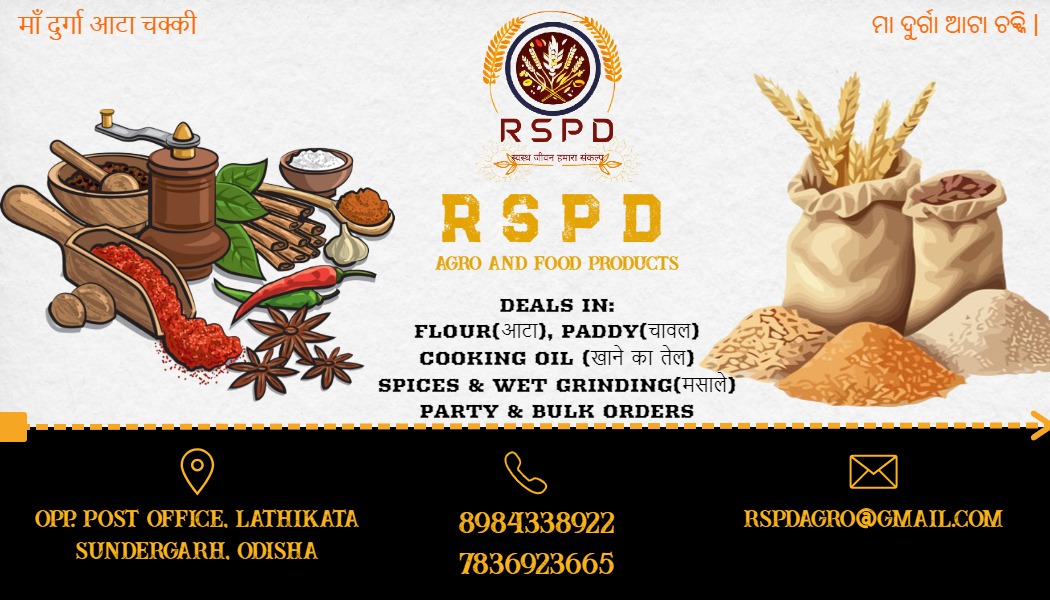 माँ दुर्गा आटा चक्की
ମା ଦୁର୍ଗା ଆଟା ଚକ୍କି |
RSPD
स्वस्थ जीवन हमारा संकल्प
RSPD
AGRO AND FOOD PRODUCTS
DEALS IN:
FLOUR(आटा), PADDY(चावल)
COOKING OIL (खाने का तेल)
SPICES & WET GRINDING(मसाले)
PARTY & BULK ORDERS
OPP. POST OFFICE, LATHIKATA
SUNDERGARH, ODISHA
8984338922
7836923665
RSPDAGRO@GMAIL.COM